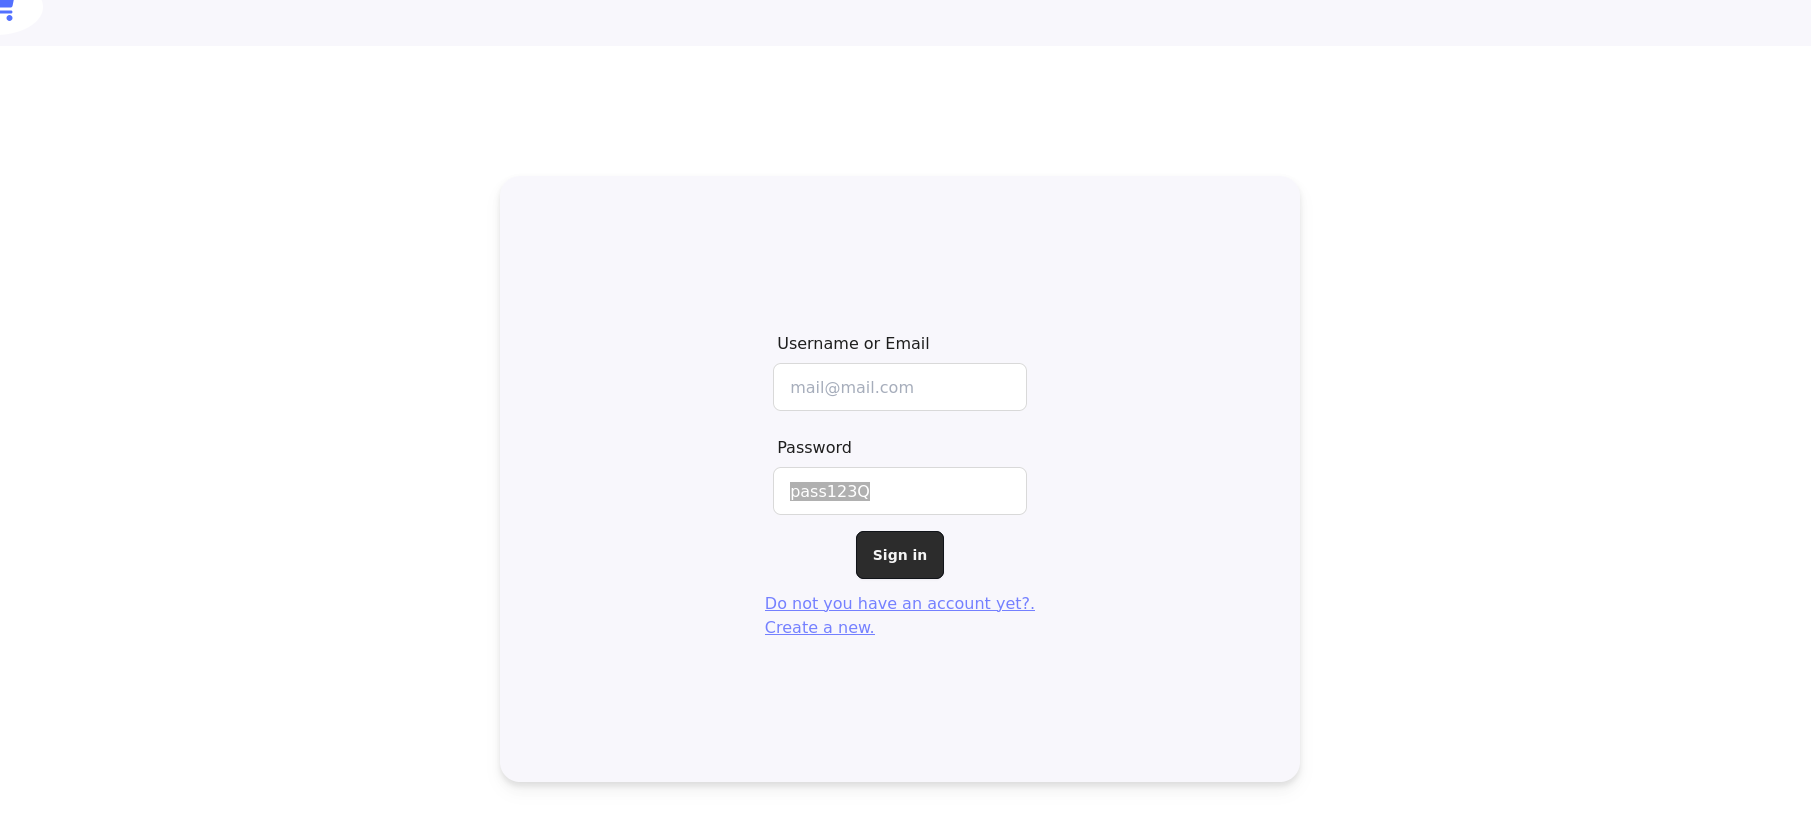 Username or Email
mail@mail.com
Password
pass123Q
Sign in
Do not you have an account yet?.
Create a new.